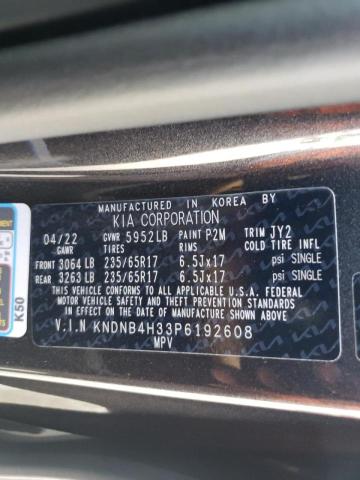 MANUFACTURED IN KOREA BY
KIA CORPORATION
04/22 GVWR 5952LB PAINT P2M TRIM JY2
GAWR TIRES RIMS COLD TIRE INFL
FRONT 3064 LB 235/65R17 6.5Jx17 psi SINGLE
REAR 3263 LB 235/65R17 6.5Jx17 psi SINGLE
THIS VEHICLE CONFORMS TO ALL APPLICABLE U.S.A. FEDERAL
MOTOR VEHICLE SAFETY, BUMPER, AND THEFT PREVENTION
STANDARDS IN EFFECT ON THE DATE OF MANUFACTURE SHOWN ABOVE
V.I.N KNDNB4H33P6192608
MPV
K50